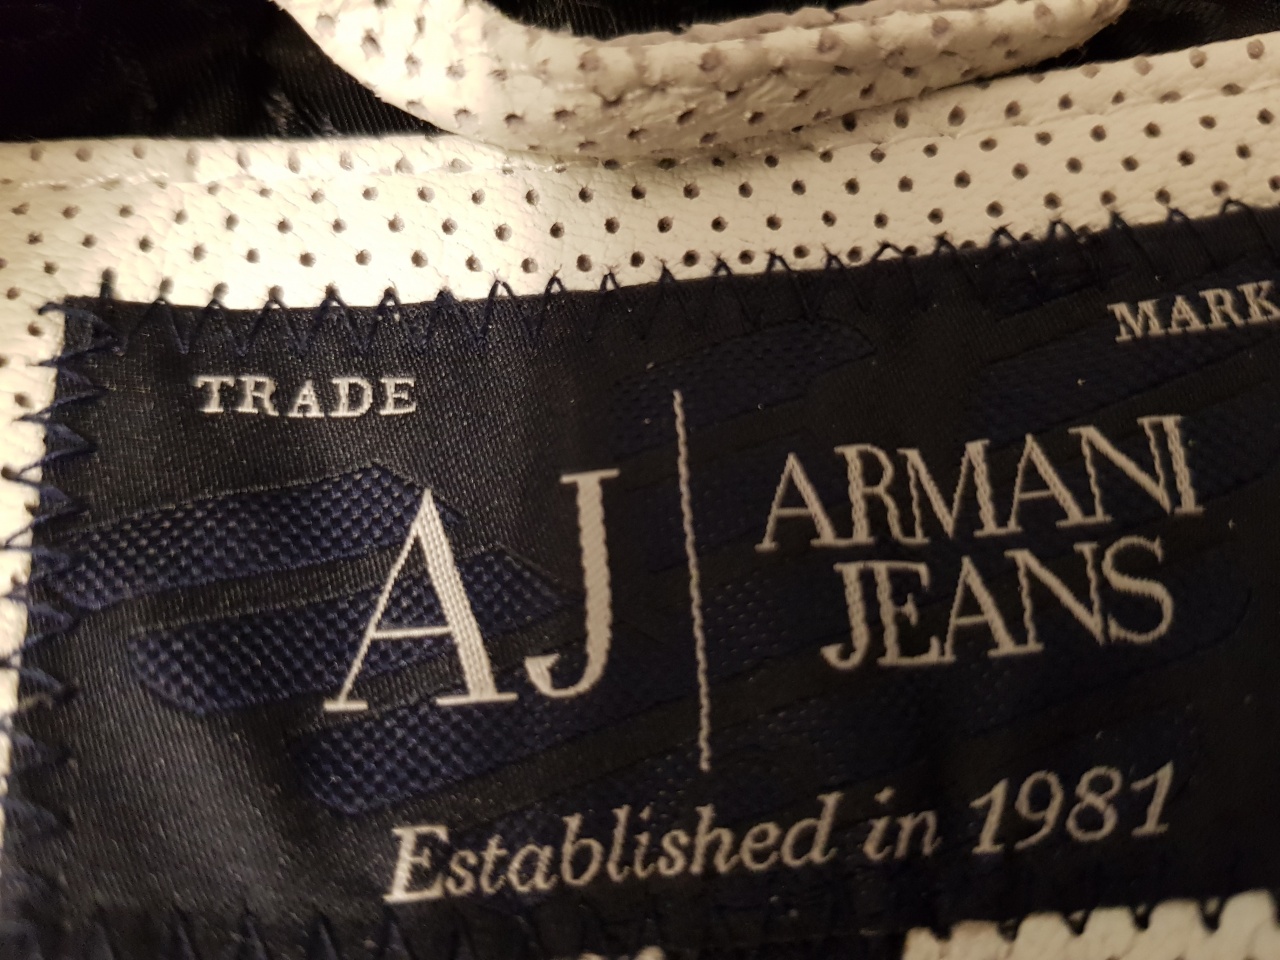 TRADE MARK
AJ
ARMANI
JEANS
Established in 1981